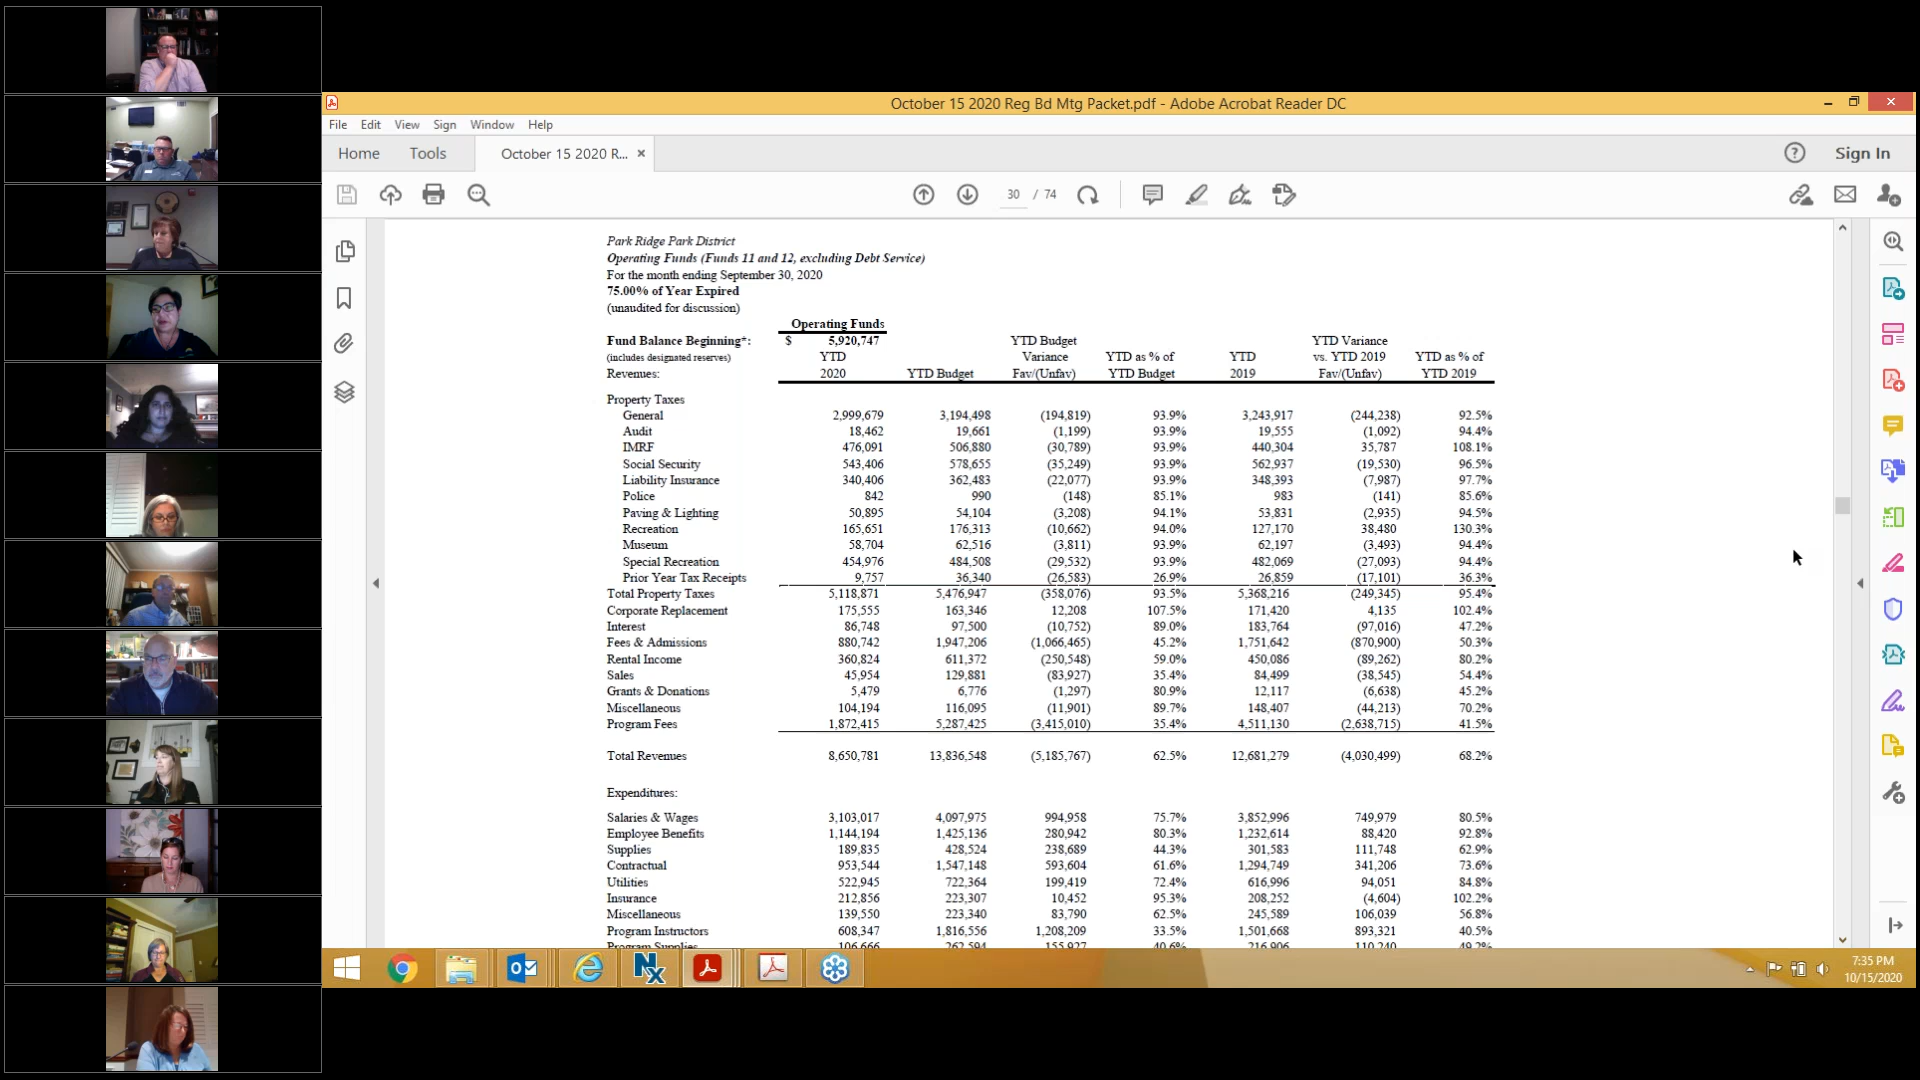 October 15 2020 Reg Bd Mtg Packet.pdf - Adobe Acrobat Reader DC
File Edit View Sign Window Help
Home Tools October 15 2020 R... × Sign In
30 / 74
Park Ridge Park District
Operating Funds (Funds 11 and 12, excluding Debt Service)
For the month ending September 30, 2020
75.00% of Year Expired
(unaudited for discussion)
Operating Funds
Fund Balance Beginning*: $ 5,920,747 YTD Budget YTD Variance
(includes designated reserves) YTD Variance YTD as % of YTD vs. YTD 2019 YTD as % of
Revenues: 2020 YTD Budget Fav/(Unfav) YTD Budget 2019 Fav/(Unfav) YTD 2019
Property Taxes
General 2,999,679 3,194,498 (194,819) 93.9% 3,243,917 (244,238) 92.5%
Audit 18,462 19,661 (1,199) 93.9% 19,555 (1,092) 94.4%
IMRF 476,091 506,880 (30,789) 93.9% 440,304 35,787 108.1%
Social Security 543,406 578,655 (35,249) 93.9% 562,937 (19,530) 96.5%
Liability Insurance 340,406 362,483 (22,077) 93.9% 348,393 (7,987) 97.7%
Police 842 990 (148) 85.1% 983 (141) 85.6%
Paving & Lighting 50,895 54,104 (3,208) 94.1% 53,831 (2,935) 94.5%
Recreation 165,651 176,313 (10,662) 94.0% 127,170 38,480 130.3%
Museum 58,704 62,516 (3,811) 93.9% 62,197 (3,493) 94.4%
Special Recreation 454,976 484,508 (29,532) 93.9% 482,069 (27,093) 94.4%
Prior Year Tax Receipts 9,757 36,340 (26,583) 26.9% 26,859 (17,101) 36.3%
Total Property Taxes 5,118,871 5,476,947 (358,076) 93.5% 5,368,216 (249,345) 95.4%
Corporate Replacement 175,555 163,346 12,208 107.5% 171,420 4,135 102.4%
Interest 86,748 97,500 (10,752) 89.0% 183,764 (97,016) 47.2%
Fees & Admissions 880,742 1,947,206 (1,066,465) 45.2% 1,751,642 (870,900) 50.3%
Rental Income 360,824 611,372 (250,548) 59.0% 450,086 (89,262) 80.2%
Sales 45,954 129,881 (83,927) 35.4% 84,499 (38,545) 54.4%
Grants & Donations 5,479 6,776 (1,297) 80.9% 12,117 (6,638) 45.2%
Miscellaneous 104,194 116,095 (11,901) 89.7% 148,407 (44,213) 70.2%
Program Fees 1,872,415 5,287,425 (3,415,010) 35.4% 4,511,130 (2,638,715) 41.5%
Total Revenues 8,650,781 13,836,548 (5,185,767) 62.5% 12,681,279 (4,030,499) 68.2%
Expenditures:
Salaries & Wages 3,103,017 4,097,975 994,958 75.7% 3,852,996 749,979 80.5%
Employee Benefits 1,144,194 1,425,136 280,942 80.3% 1,232,614 88,420 92.8%
Supplies 189,835 428,524 238,689 44.3% 301,583 111,748 62.9%
Contractual 953,544 1,547,148 593,604 61.6% 1,294,749 341,206 73.6%
Utilities 522,945 722,364 199,419 72.4% 616,996 94,051 84.8%
Insurance 212,856 223,307 10,452 95.3% 208,252 (4,604) 102.2%
Miscellaneous 139,550 223,340 83,790 62.5% 245,589 106,039 56.8%
Program Instructors 608,347 1,816,556 1,208,209 33.5% 1,501,668 893,321 40.5%
Program Supplies 106,666 262,594 155,927 40.6% 216,906 110,240 49.2%
7:35 PM
10/15/2020